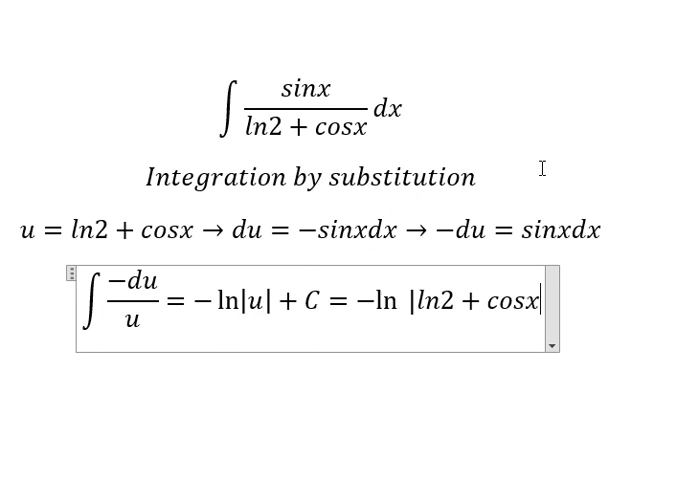 ∫ sinx / ln2 + cosx dx
Integration by substitution
u = ln2 + cosx → du = −sinxdx → −du = sinxdx
∫ −du / u = − ln|u| + C = −ln |ln2 + cosx